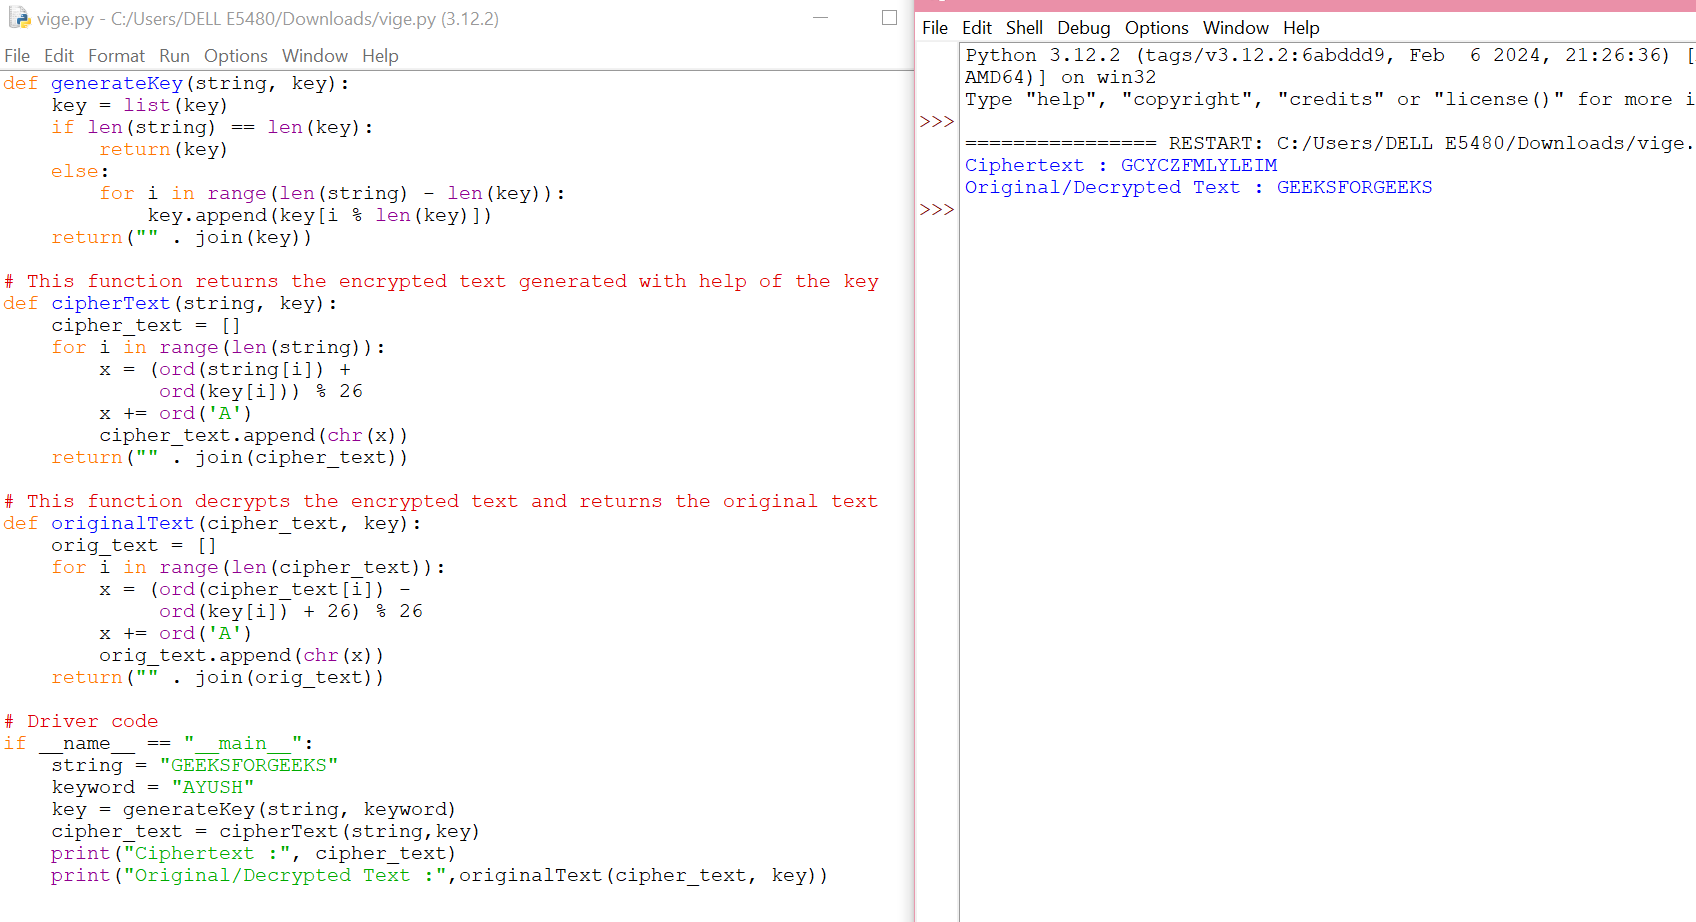 vige.py - C:/Users/DELL E5480/Downloads/vige.py (3.12.2)
File Edit Format Run Options Window Help
def generateKey(string, key):
    key = list(key)
    if len(string) == len(key):
        return(key)
    else:
        for i in range(len(string) - len(key)):
            key.append(key[i % len(key)])
    return("" . join(key))

# This function returns the encrypted text generated with help of the key
def cipherText(string, key):
    cipher_text = []
    for i in range(len(string)):
        x = (ord(string[i]) +
             ord(key[i])) % 26
        x += ord('A')
        cipher_text.append(chr(x))
    return("" . join(cipher_text))

# This function decrypts the encrypted text and returns the original text
def originalText(cipher_text, key):
    orig_text = []
    for i in range(len(cipher_text)):
        x = (ord(cipher_text[i]) -
             ord(key[i]) + 26) % 26
        x += ord('A')
        orig_text.append(chr(x))
    return("" . join(orig_text))

# Driver code
if __name__ == "__main__":
    string = "GEEKSFORGEEKS"
    keyword = "AYUSH"
    key = generateKey(string, keyword)
    cipher_text = cipherText(string,key)
    print("Ciphertext :", cipher_text)
    print("Original/Decrypted Text :",originalText(cipher_text, key))
File Edit Shell Debug Options Window Help
Python 3.12.2 (tags/v3.12.2:6abddd9, Feb  6 2024, 21:26:36) [
AMD64)] on win32
Type "help", "copyright", "credits" or "license()" for more i
>>>
================ RESTART: C:/Users/DELL E5480/Downloads/vige.
Ciphertext : GCYCZFMLYLEIM
Original/Decrypted Text : GEEKSFORGEEKS
>>>